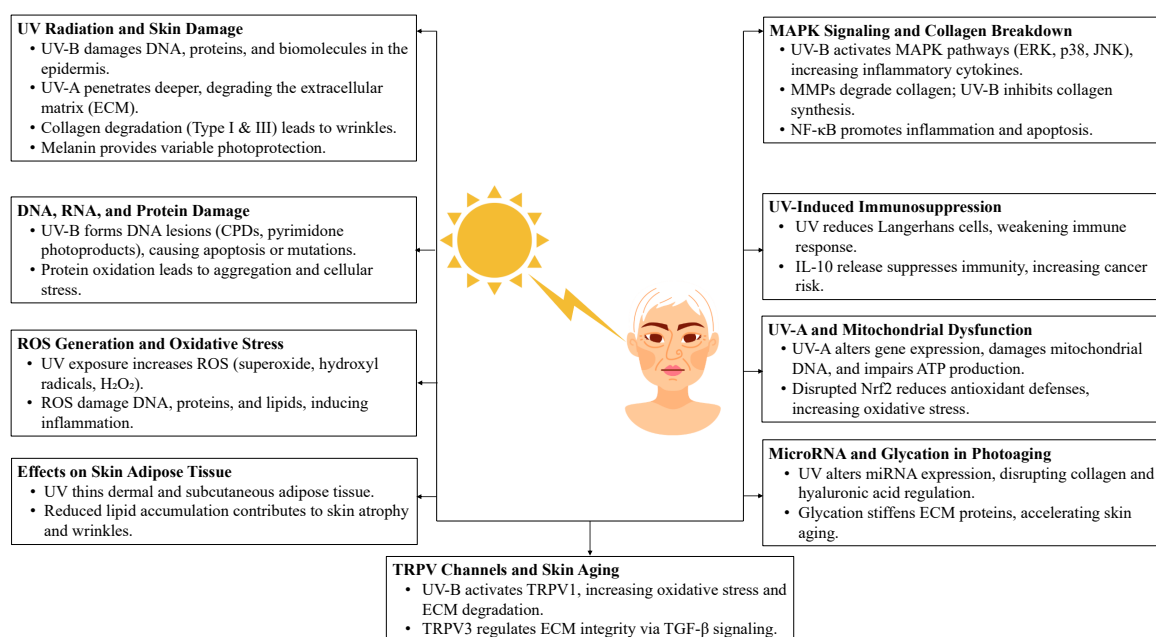 UV Radiation and Skin Damage
• UV-B damages DNA, proteins, and biomolecules in the
epidermis.
• UV-A penetrates deeper, degrading the extracellular
matrix (ECM).
• Collagen degradation (Type I & III) leads to wrinkles.
• Melanin provides variable photoprotection.
DNA, RNA, and Protein Damage
• UV-B forms DNA lesions (CPDs, pyrimidone
photoproducts), causing apoptosis or mutations.
• Protein oxidation leads to aggregation and cellular
stress.
ROS Generation and Oxidative Stress
• UV exposure increases ROS (superoxide, hydroxyl
radicals, H₂O₂).
• ROS damage DNA, proteins, and lipids, inducing
inflammation.
Effects on Skin Adipose Tissue
• UV thins dermal and subcutaneous adipose tissue.
• Reduced lipid accumulation contributes to skin atrophy
and wrinkles.
MAPK Signaling and Collagen Breakdown
• UV-B activates MAPK pathways (ERK, p38, JNK),
increasing inflammatory cytokines.
• MMPs degrade collagen; UV-B inhibits collagen
synthesis.
• NF-κB promotes inflammation and apoptosis.
UV-Induced Immunosuppression
• UV reduces Langerhans cells, weakening immune
response.
• IL-10 release suppresses immunity, increasing cancer
risk.
UV-A and Mitochondrial Dysfunction
• UV-A alters gene expression, damages mitochondrial
DNA, and impairs ATP production.
• Disrupted Nrf2 reduces antioxidant defenses,
increasing oxidative stress.
MicroRNA and Glycation in Photoaging
• UV alters miRNA expression, disrupting collagen and
hyaluronic acid regulation.
• Glycation stiffens ECM proteins, accelerating skin
aging.
TRPV Channels and Skin Aging
• UV-B activates TRPV1, increasing oxidative stress and
ECM degradation.
• TRPV3 regulates ECM integrity via TGF-β signaling.